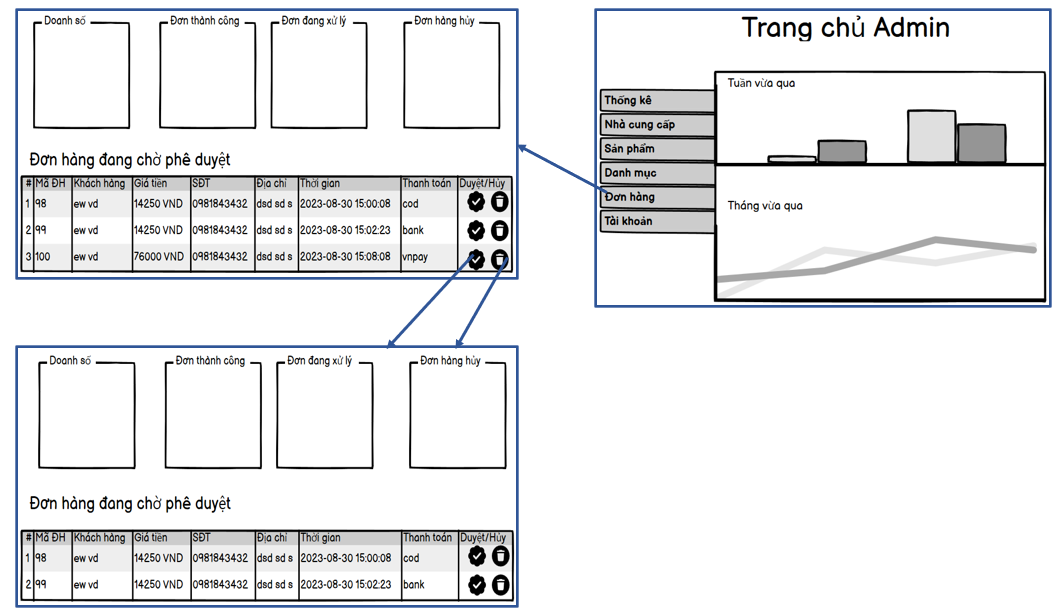 Doanh số Đơn thành công Đơn đang xử lý Đơn hàng hủy
Đơn hàng đang chờ phê duyệt
# Mã ĐH Khách hàng Giá tiền SĐT Địa chỉ Thời gian Thanh toán Duyệt/Hủy
1 98 ew vd 14250 VND 0981843432 dsd sd s 2023-08-30 15:00:08 cod
2 99 ew vd 14250 VND 0981843432 dsd sd s 2023-08-30 15:02:23 bank
3 100 ew vd 76000 VND 0981843432 dsd sd s 2023-08-30 15:08:08 vnpay
Trang chủ Admin
Thống kê
Nhà cung cấp
Sản phẩm
Danh mục
Đơn hàng
Tài khoản
Tuần vừa qua
Tháng vừa qua
Doanh số Đơn thành công Đơn đang xử lý Đơn hàng hủy
Đơn hàng đang chờ phê duyệt
# Mã ĐH Khách hàng Giá tiền SĐT Địa chỉ Thời gian Thanh toán Duyệt/Hủy
1 98 ew vd 14250 VND 0981843432 dsd sd s 2023-08-30 15:00:08 cod
2 99 ew vd 14250 VND 0981843432 dsd sd s 2023-08-30 15:02:23 bank